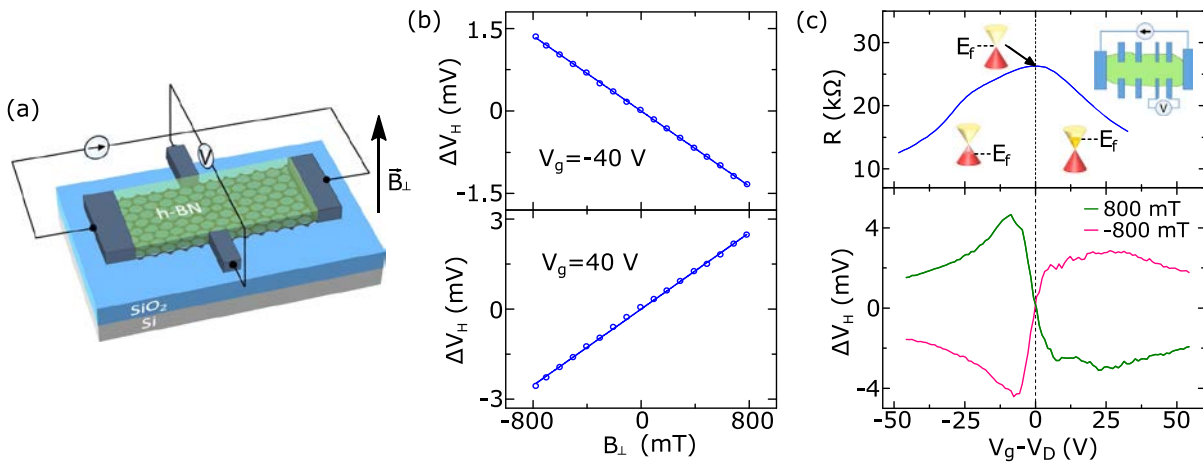 (a)
V
B⃗⊥
h-BN
SiO₂
Si
(b)
1.5
0
-1.5
ΔV_H (mV)
V_g=-40 V
3
0
-3
ΔV_H (mV)
V_g=40 V
-800
0
800
B⊥ (mT)
(c)
30
20
10
R (kΩ)
E_f
E_f
E_f
V
800 mT
-800 mT
4
0
-4
ΔV_H (mV)
-50
-25
0
25
50
V_g-V_D (V)